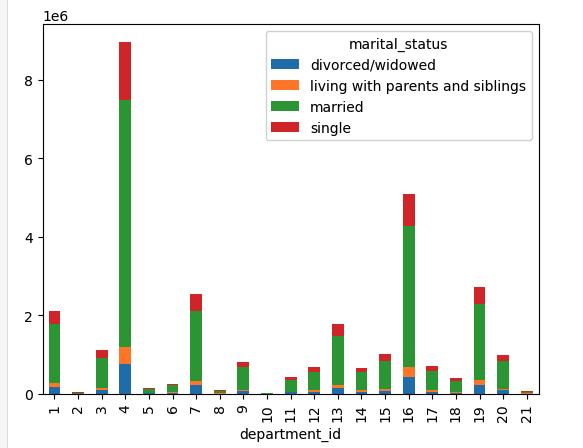 1e6
marital_status
divorced/widowed
living with parents and siblings
married
single
8
6
4
2
0
1 2 3 4 5 6 7 8 9 10 11 12 13 14 15 16 17 18 19 20 21
department_id